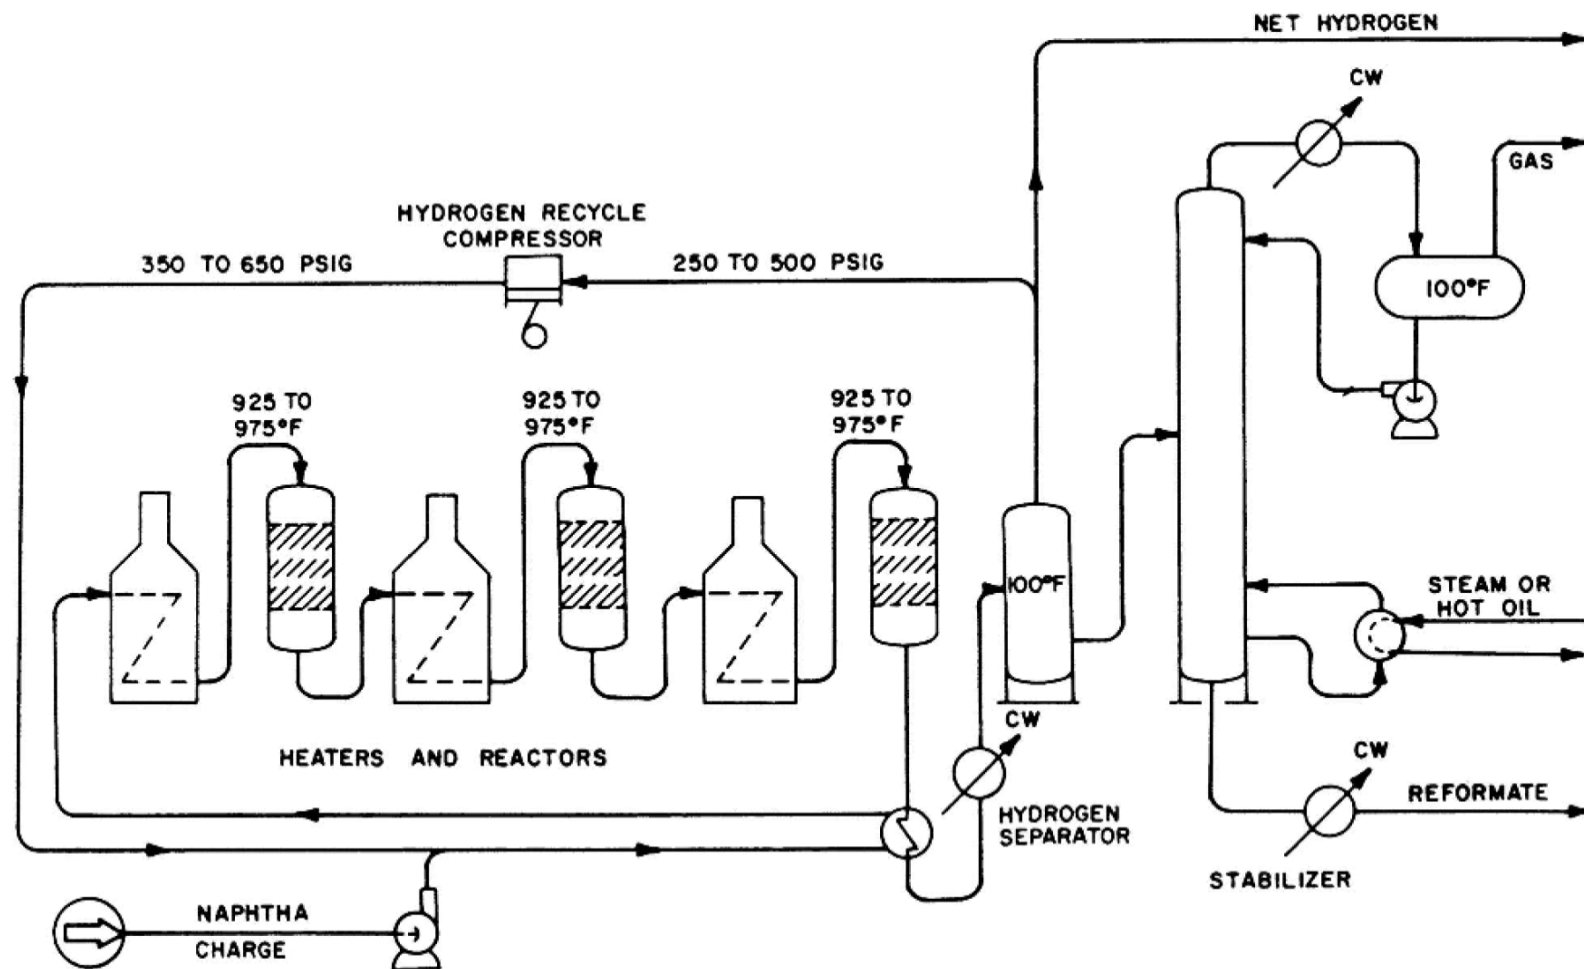 NET HYDROGEN
CW
GAS
HYDROGEN RECYCLE
COMPRESSOR
350 TO 650 PSIG
250 TO 500 PSIG
100°F
925 TO
975°F
925 TO
975°F
925 TO
975°F
100°F
STEAM OR
HOT OIL
HEATERS AND REACTORS
CW
HYDROGEN
SEPARATOR
CW
REFORMATE
STABILIZER
NAPHTHA
CHARGE